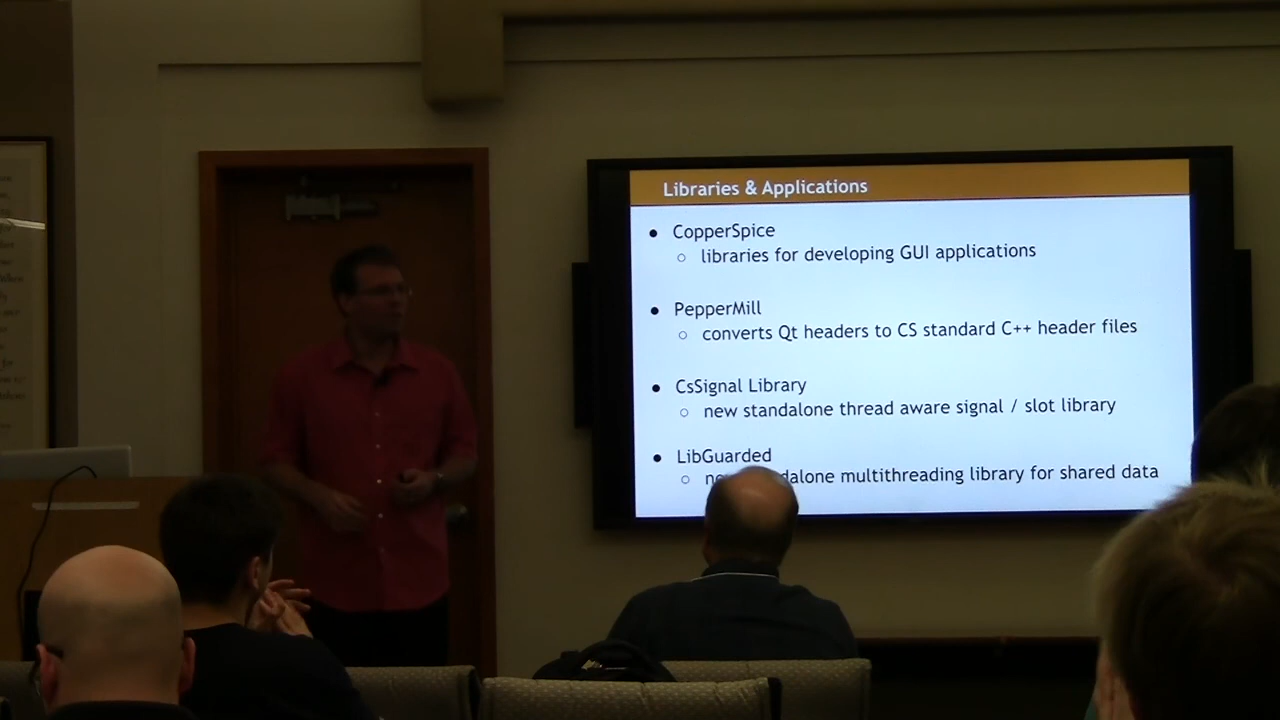 Libraries & Applications
● CopperSpice
○ libraries for developing GUI applications
● PepperMill
○ converts Qt headers to CS standard C++ header files
● CsSignal Library
○ new standalone thread aware signal / slot library
● LibGuarded
○ multithreading library for shared data